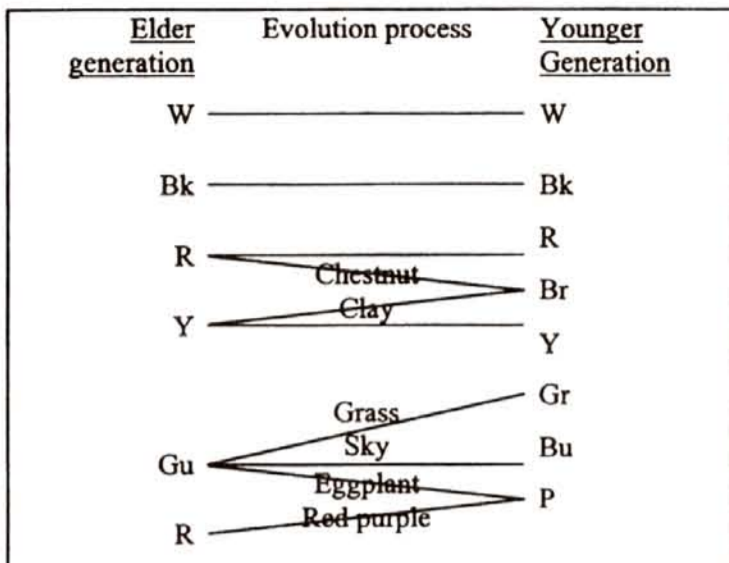 Elder Evolution process Younger
generation Generation
W W
Bk Bk
R
R
Chestnut
Br
Clay
Y
Y
Gr
Grass
Sky Bu
Gu
Eggplant
P
Red purple
R